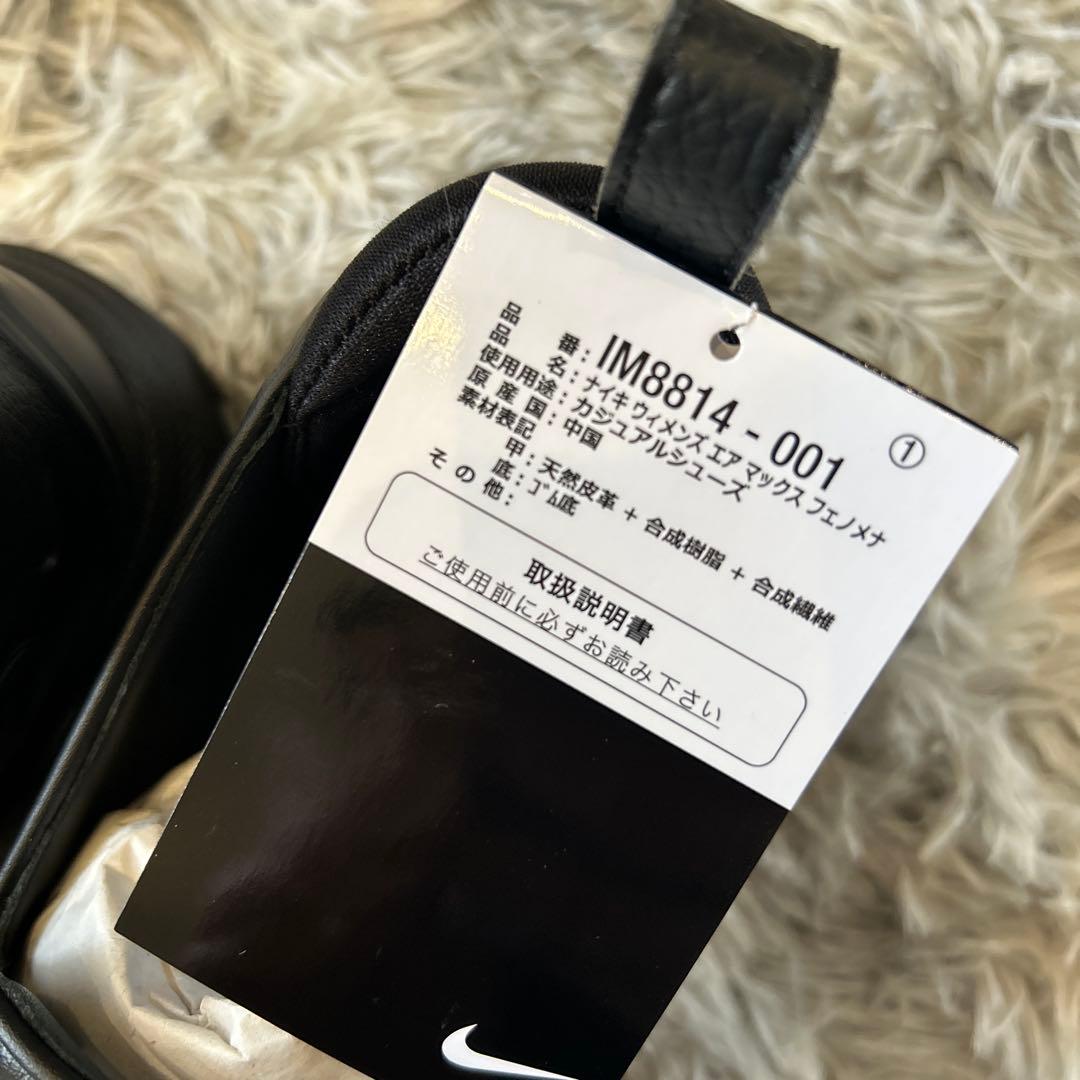 品番：IM8814-001 ①
品名：ナイキ ウィメンズ エア マックス フェノメナ
使用用途：カジュアルシューズ
原産国：中国
素材表記
甲：天然皮革 + 合成樹脂 + 合成繊維
底：ｺﾞﾑ底
その他：
取扱説明書
ご使用前に必ずお読み下さい